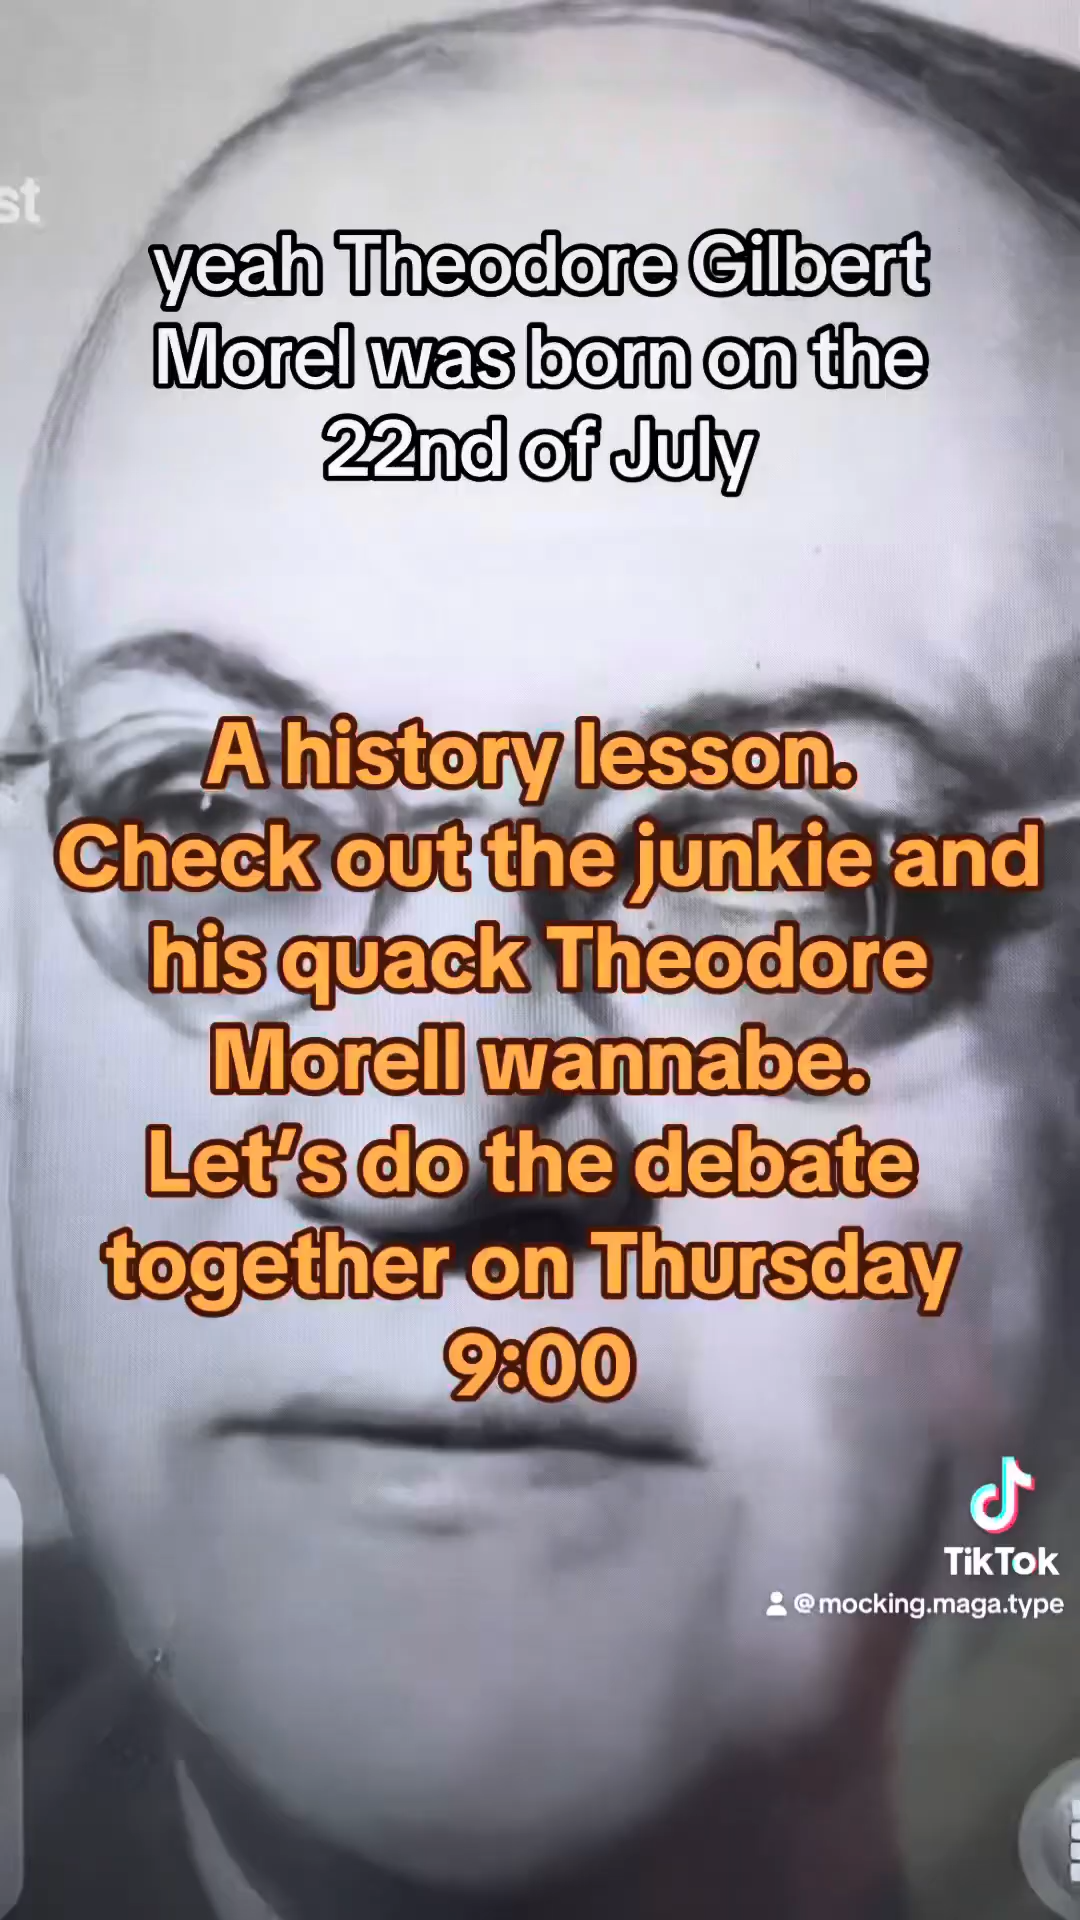 st
yeah Theodore Gilbert
Morel was born on the
22nd of July
A history lesson.
Check out the junkie and
his quack Theodore
Morell wannabe.
Let's do the debate
together on Thursday
9:00
TikTok
@mocking.maga.type